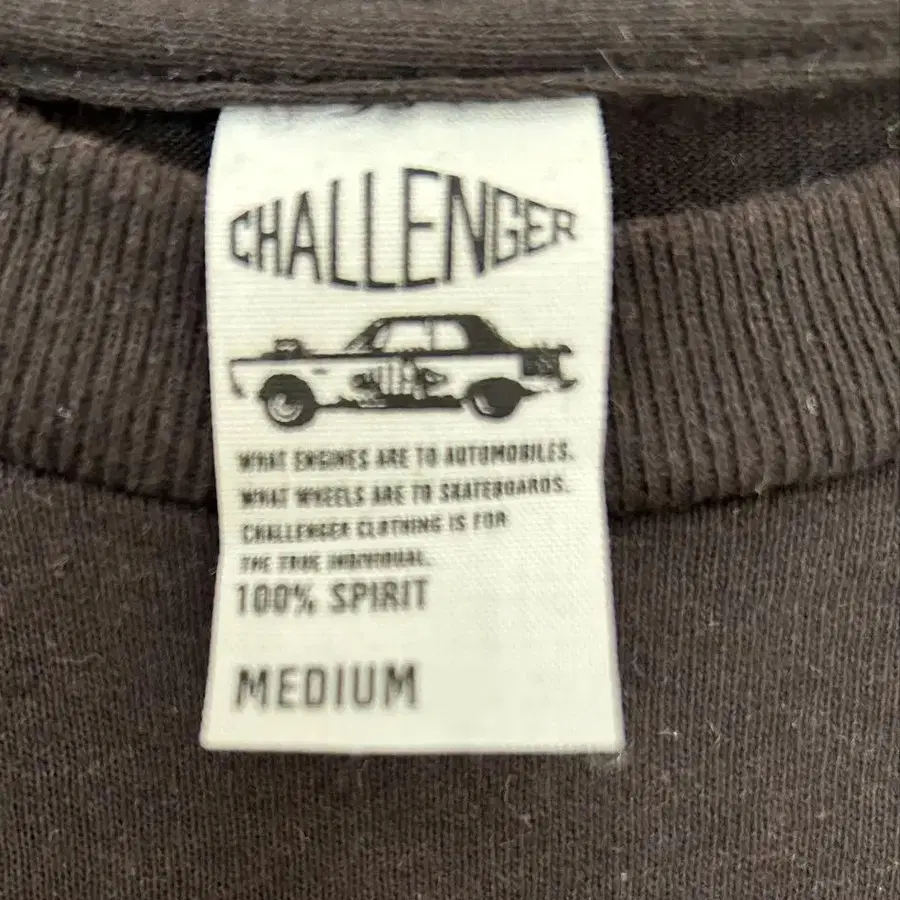 CHALLENGER
WHAT ENGINES ARE TO AUTOMOBILES.
WHAT WHEELS ARE TO SKATEBOARDS.
CHALLENGER CLOTHING IS FOR
THE TRUE INDIVIDUAL.
100% SPIRIT
MEDIUM